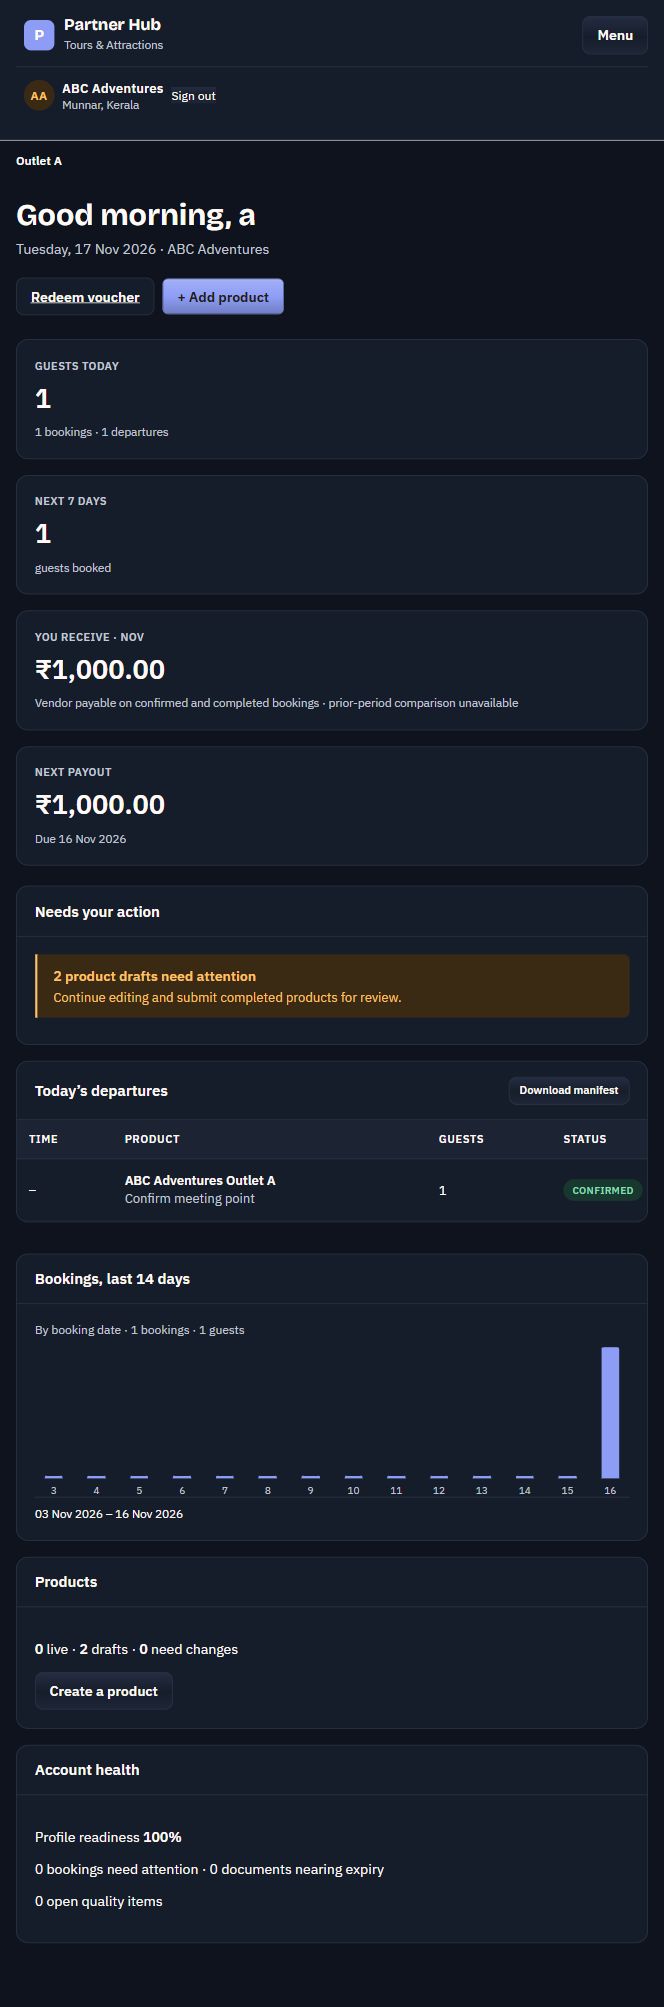 P
Partner Hub
Tours & Attractions
Menu
AA
ABC Adventures
Munnar, Kerala
Sign out
Outlet A
Good morning, a
Tuesday, 17 Nov 2026 · ABC Adventures
Redeem voucher
+ Add product
GUESTS TODAY
1
1 bookings · 1 departures
NEXT 7 DAYS
1
guests booked
YOU RECEIVE · NOV
₹1,000.00
Vendor payable on confirmed and completed bookings · prior-period comparison unavailable
NEXT PAYOUT
₹1,000.00
Due 16 Nov 2026
Needs your action
2 product drafts need attention
Continue editing and submit completed products for review.
Today’s departures
Download manifest
TIME PRODUCT GUESTS STATUS
– ABC Adventures Outlet A 1 CONFIRMED
Confirm meeting point
Bookings, last 14 days
By booking date · 1 bookings · 1 guests
3 4 5 6 7 8 9 10 11 12 13 14 15 16
03 Nov 2026 – 16 Nov 2026
Products
0 live · 2 drafts · 0 need changes
Create a product
Account health
Profile readiness 100%
0 bookings need attention · 0 documents nearing expiry
0 open quality items